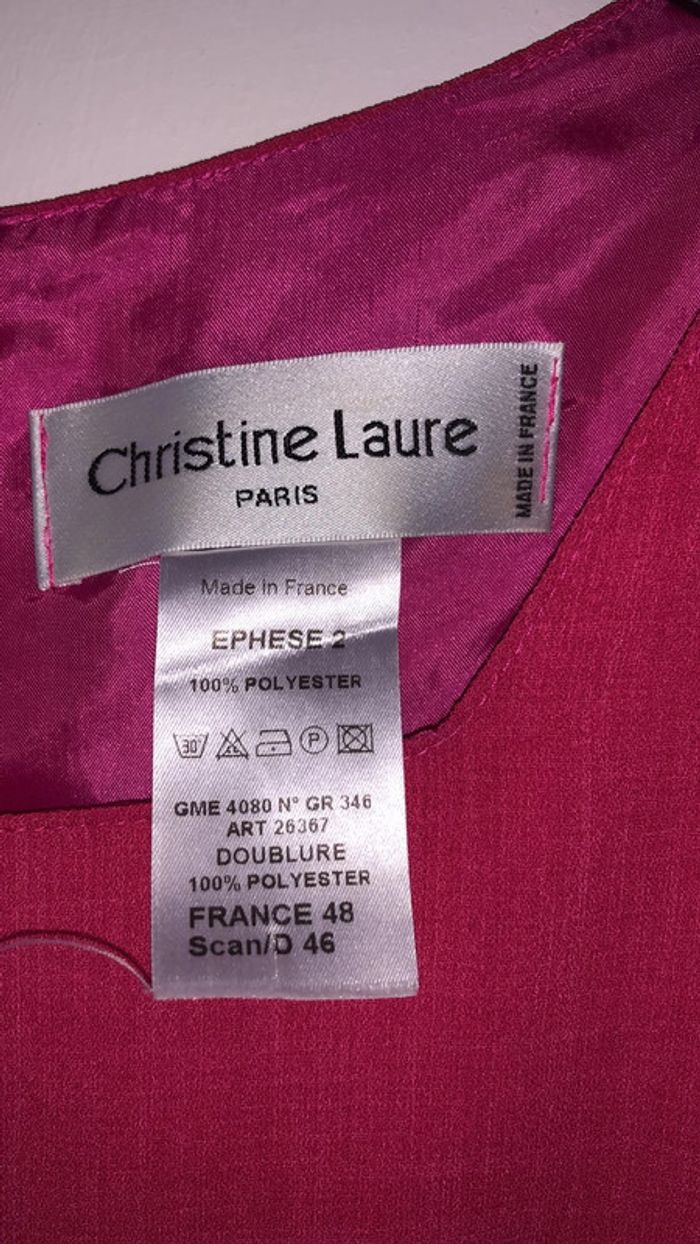 Christine Laure
PARIS
MADE IN FRANCE
Made in France
EPHESE 2
100% POLYESTER
30° P
GME 4080 N° GR 346
ART 26367
DOUBLURE
100% POLYESTER
FRANCE 48
Scan/D 46